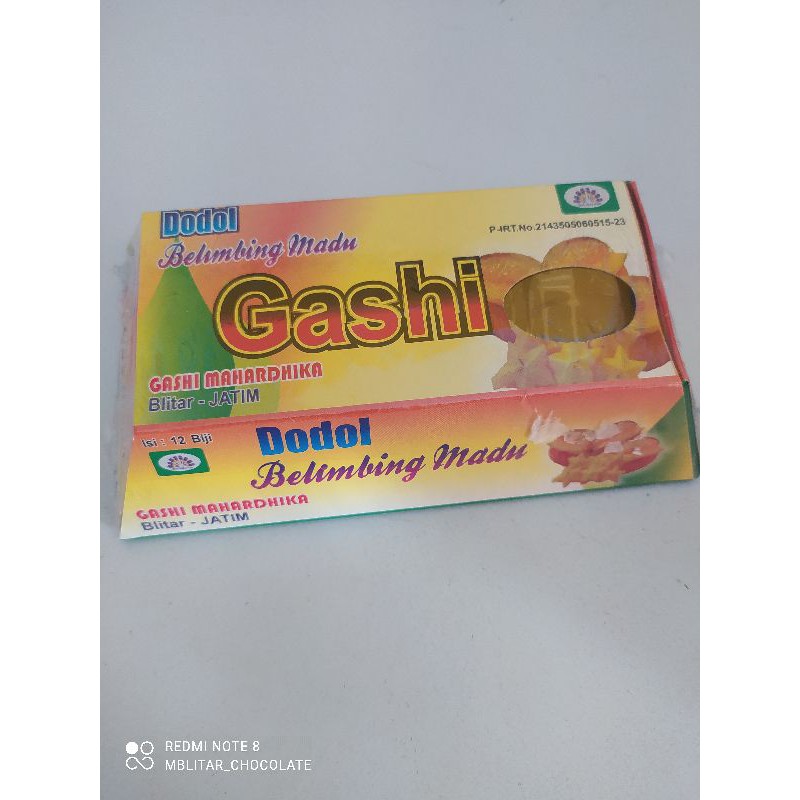 Dodol
Belimbing Madu
P-IRT.No.2143505060515-23
Gashi
GASHI MAHARDHIKA
Blitar - JATIM
Isi : 12 Biji
Dodol
Belimbing Madu
GASHI MAHARDHIKA
Blitar - JATIM
REDMI NOTE 8
MBLITAR_CHOCOLATE